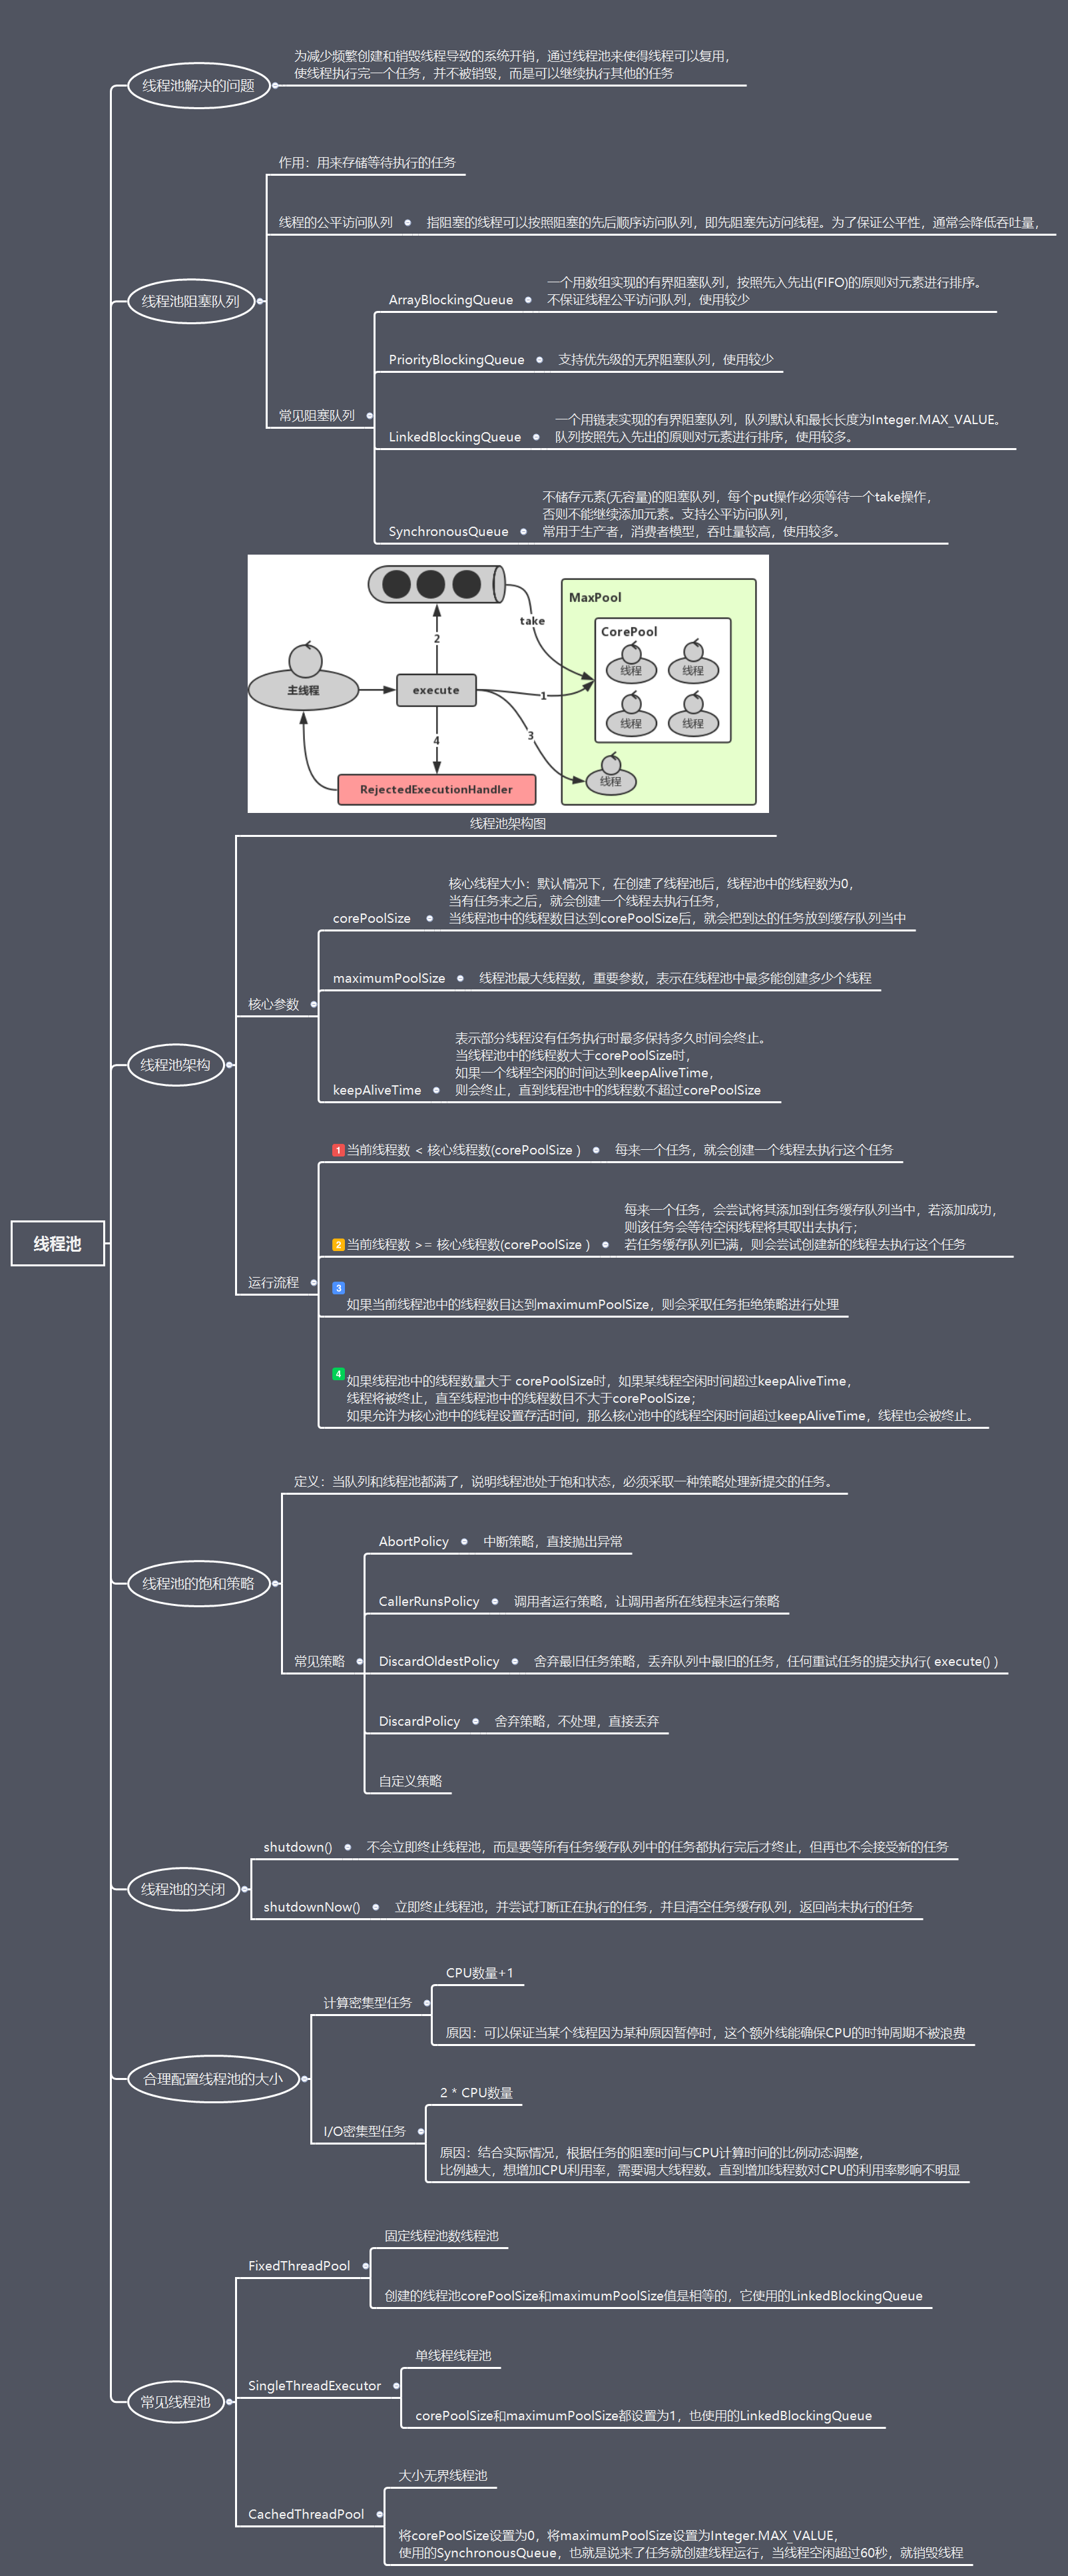 线程池
线程池解决的问题
为减少频繁创建和销毁线程导致的系统开销，通过线程池来使得线程可以复用，
使线程执行完一个任务，并不被销毁，而是可以继续执行其他的任务
线程池阻塞队列
作用：用来存储等待执行的任务
线程的公平访问队列
指阻塞的线程可以按照阻塞的先后顺序访问队列，即先阻塞先访问线程。为了保证公平性，通常会降低吞吐量，
常见阻塞队列
ArrayBlockingQueue
一个用数组实现的有界阻塞队列，按照先入先出(FIFO)的原则对元素进行排序。
不保证线程公平访问队列，使用较少
PriorityBlockingQueue
支持优先级的无界阻塞队列，使用较少
LinkedBlockingQueue
一个用链表实现的有界阻塞队列，队列默认和最长长度为Integer.MAX_VALUE。
队列按照先入先出的原则对元素进行排序，使用较多。
SynchronousQueue
不储存元素(无容量)的阻塞队列，每个put操作必须等待一个take操作，
否则不能继续添加元素。支持公平访问队列，
常用于生产者，消费者模型，吞吐量较高，使用较多。
MaxPool
take
CorePool
2
线程
线程
主线程
execute
1
线程
线程
3
4
线程
RejectedExecutionHandler
线程池架构图
线程池架构
核心参数
corePoolSize
核心线程大小：默认情况下，在创建了线程池后，线程池中的线程数为0，
当有任务来之后，就会创建一个线程去执行任务，
当线程池中的线程数目达到corePoolSize后，就会把到达的任务放到缓存队列当中
maximumPoolSize
线程池最大线程数，重要参数，表示在线程池中最多能创建多少个线程
keepAliveTime
表示部分线程没有任务执行时最多保持多久时间会终止。
当线程池中的线程数大于corePoolSize时，
如果一个线程空闲的时间达到keepAliveTime，
则会终止，直到线程池中的线程数不超过corePoolSize
运行流程
1 当前线程数 < 核心线程数(corePoolSize )
每来一个任务，就会创建一个线程去执行这个任务
2 当前线程数 >= 核心线程数(corePoolSize )
每来一个任务，会尝试将其添加到任务缓存队列当中，若添加成功，
则该任务会等待空闲线程将其取出去执行；
若任务缓存队列已满，则会尝试创建新的线程去执行这个任务
3
如果当前线程池中的线程数目达到maximumPoolSize，则会采取任务拒绝策略进行处理
4
如果线程池中的线程数量大于 corePoolSize时，如果某线程空闲时间超过keepAliveTime，
线程将被终止，直至线程池中的线程数目不大于corePoolSize；
如果允许为核心池中的线程设置存活时间，那么核心池中的线程空闲时间超过keepAliveTime，线程也会被终止。
线程池的饱和策略
定义：当队列和线程池都满了，说明线程池处于饱和状态，必须采取一种策略处理新提交的任务。
常见策略
AbortPolicy
中断策略，直接抛出异常
CallerRunsPolicy
调用者运行策略，让调用者所在线程来运行策略
DiscardOldestPolicy
舍弃最旧任务策略，丢弃队列中最旧的任务，任何重试任务的提交执行( execute() )
DiscardPolicy
舍弃策略，不处理，直接丢弃
自定义策略
线程池的关闭
shutdown()
不会立即终止线程池，而是要等所有任务缓存队列中的任务都执行完后才终止，但再也不会接受新的任务
shutdownNow()
立即终止线程池，并尝试打断正在执行的任务，并且清空任务缓存队列，返回尚未执行的任务
合理配置线程池的大小
计算密集型任务
CPU数量+1
原因：可以保证当某个线程因为某种原因暂停时，这个额外线能确保CPU的时钟周期不被浪费
I/O密集型任务
2 * CPU数量
原因：结合实际情况，根据任务的阻塞时间与CPU计算时间的比例动态调整，
比例越大，想增加CPU利用率，需要调大线程数。直到增加线程数对CPU的利用率影响不明显
常见线程池
FixedThreadPool
固定线程池数线程池
创建的线程池corePoolSize和maximumPoolSize值是相等的，它使用的LinkedBlockingQueue
SingleThreadExecutor
单线程线程池
corePoolSize和maximumPoolSize都设置为1，也使用的LinkedBlockingQueue
CachedThreadPool
大小无界线程池
将corePoolSize设置为0，将maximumPoolSize设置为Integer.MAX_VALUE，
使用的SynchronousQueue，也就是说来了任务就创建线程运行，当线程空闲超过60秒，就销毁线程